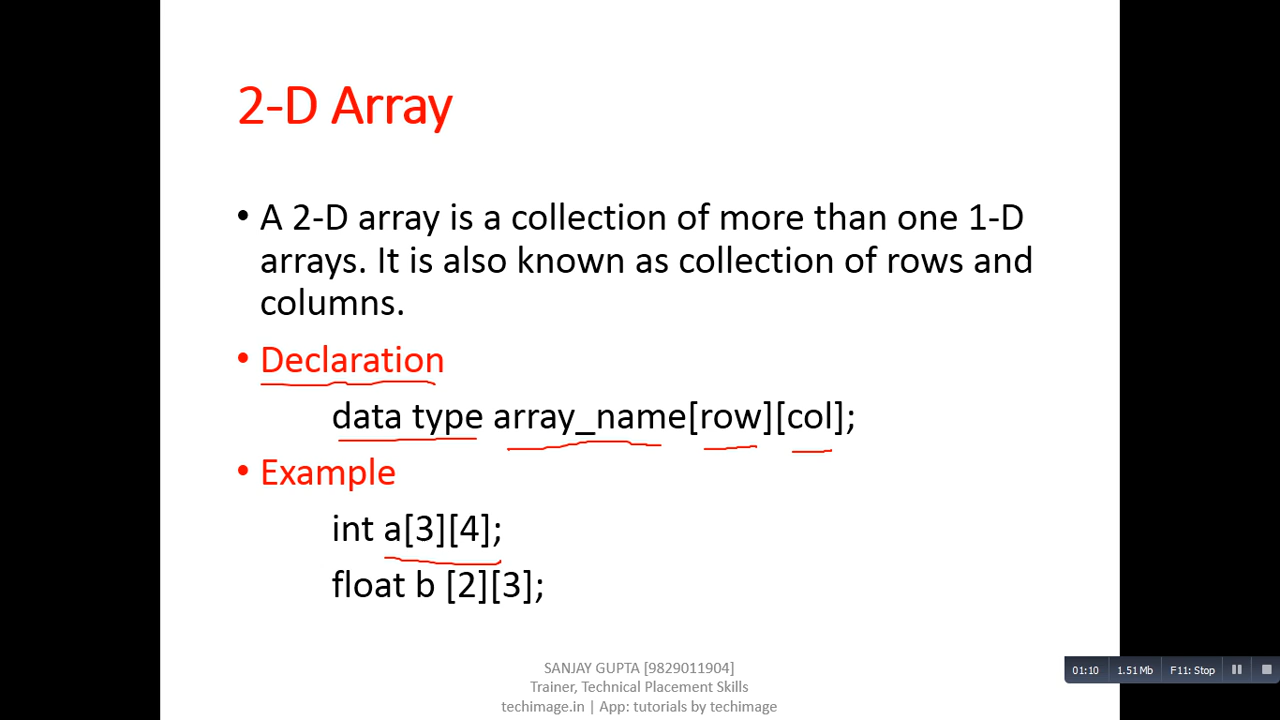 2-D Array
• A 2-D array is a collection of more than one 1-D
arrays. It is also known as collection of rows and
columns.
• Declaration
data type array_name[row][col];
• Example
int a[3][4];
float b [2][3];
SANJAY GUPTA [9829011904]
Trainer, Technical Placement Skills
techimage.in | App: tutorials by techimage
01:10 1.51 Mb F11: Stop